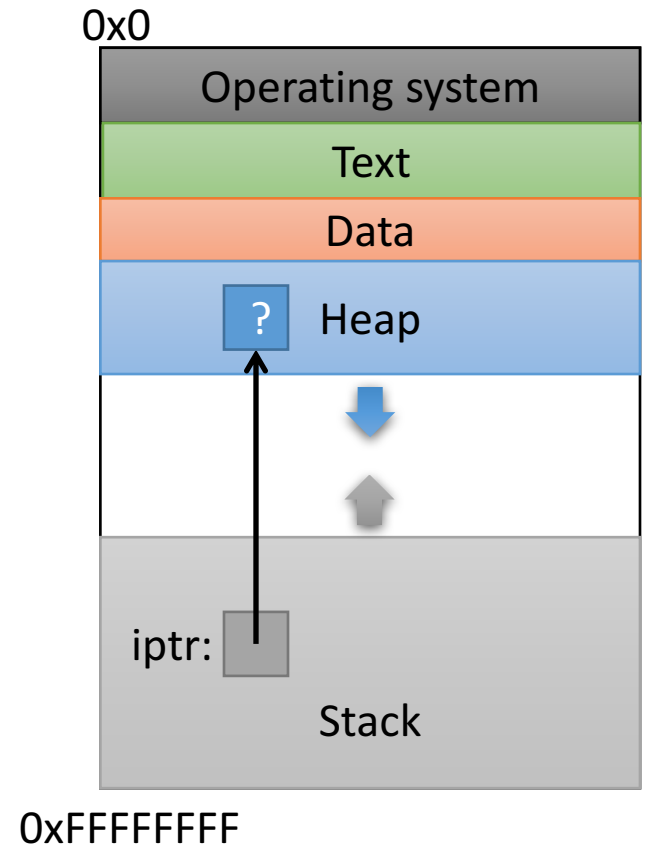 0x0
Operating system
Text
Data
? Heap
iptr:
Stack
0xFFFFFFFF